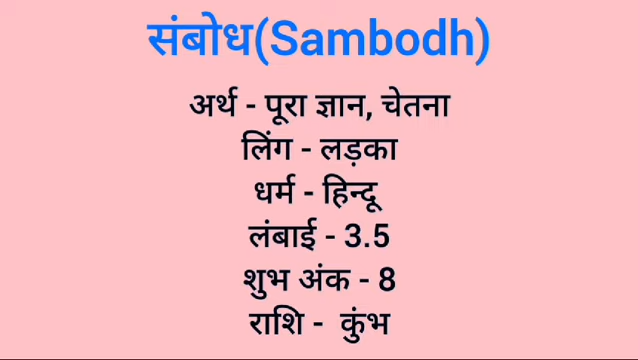 संबोध(Sambodh)
अर्थ - पूरा ज्ञान, चेतना
लिंग - लड़का
धर्म - हिन्दू
लंबाई - 3.5
शुभ अंक - 8
राशि - कुंभ